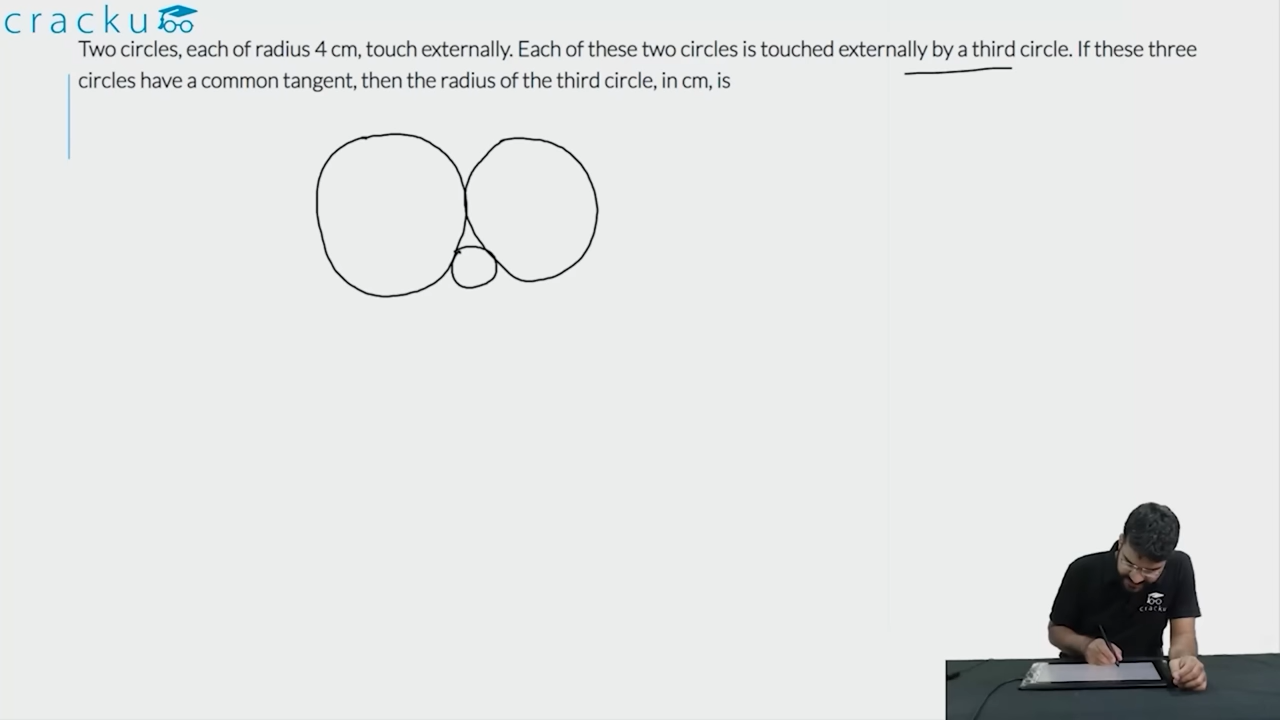 cracku
Two circles, each of radius 4 cm, touch externally. Each of these two circles is touched externally by a third circle. If these three
circles have a common tangent, then the radius of the third circle, in cm, is
cracku